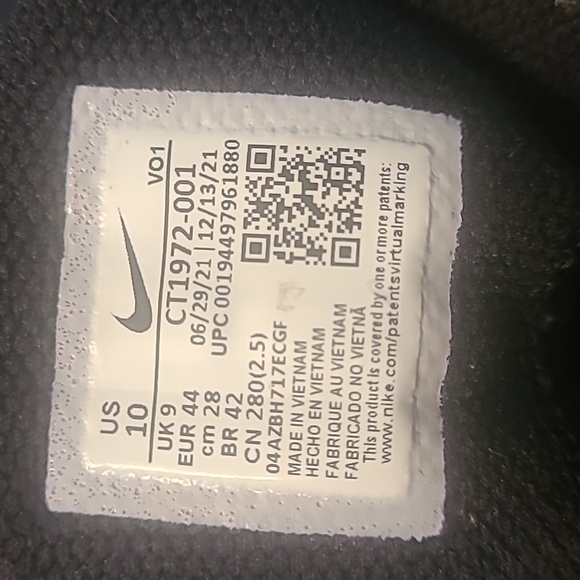 US
10
VO1
UK 9
EUR 44
cm 28
BR 42
CN 280(2.5)
CT1972-001
06/29/21 12/13/21
UPC 00194497961880
04AZBH717ECGF
MADE IN VIETNAM
HECHO EN VIETNAM
FABRIQUE AU VIETNAM
FABRICADO NO VIETNÃ
This product is covered by one or more patents:
www.nike.com/patentsvirtualmarking